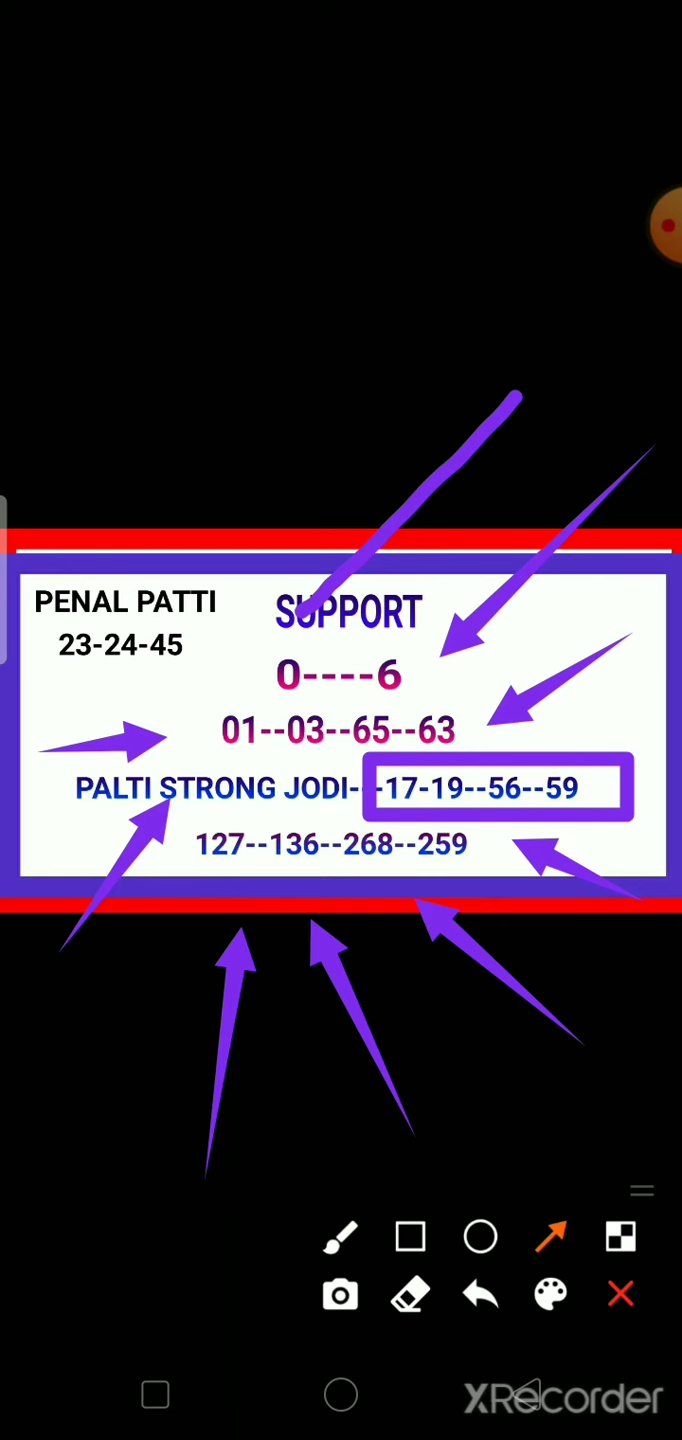 PENAL PATTI
23-24-45
SUPPORT
0----6
01--03--65--63
PALTI STRONG JODI---17-19--56--59
127--136--268--259
XRecorder